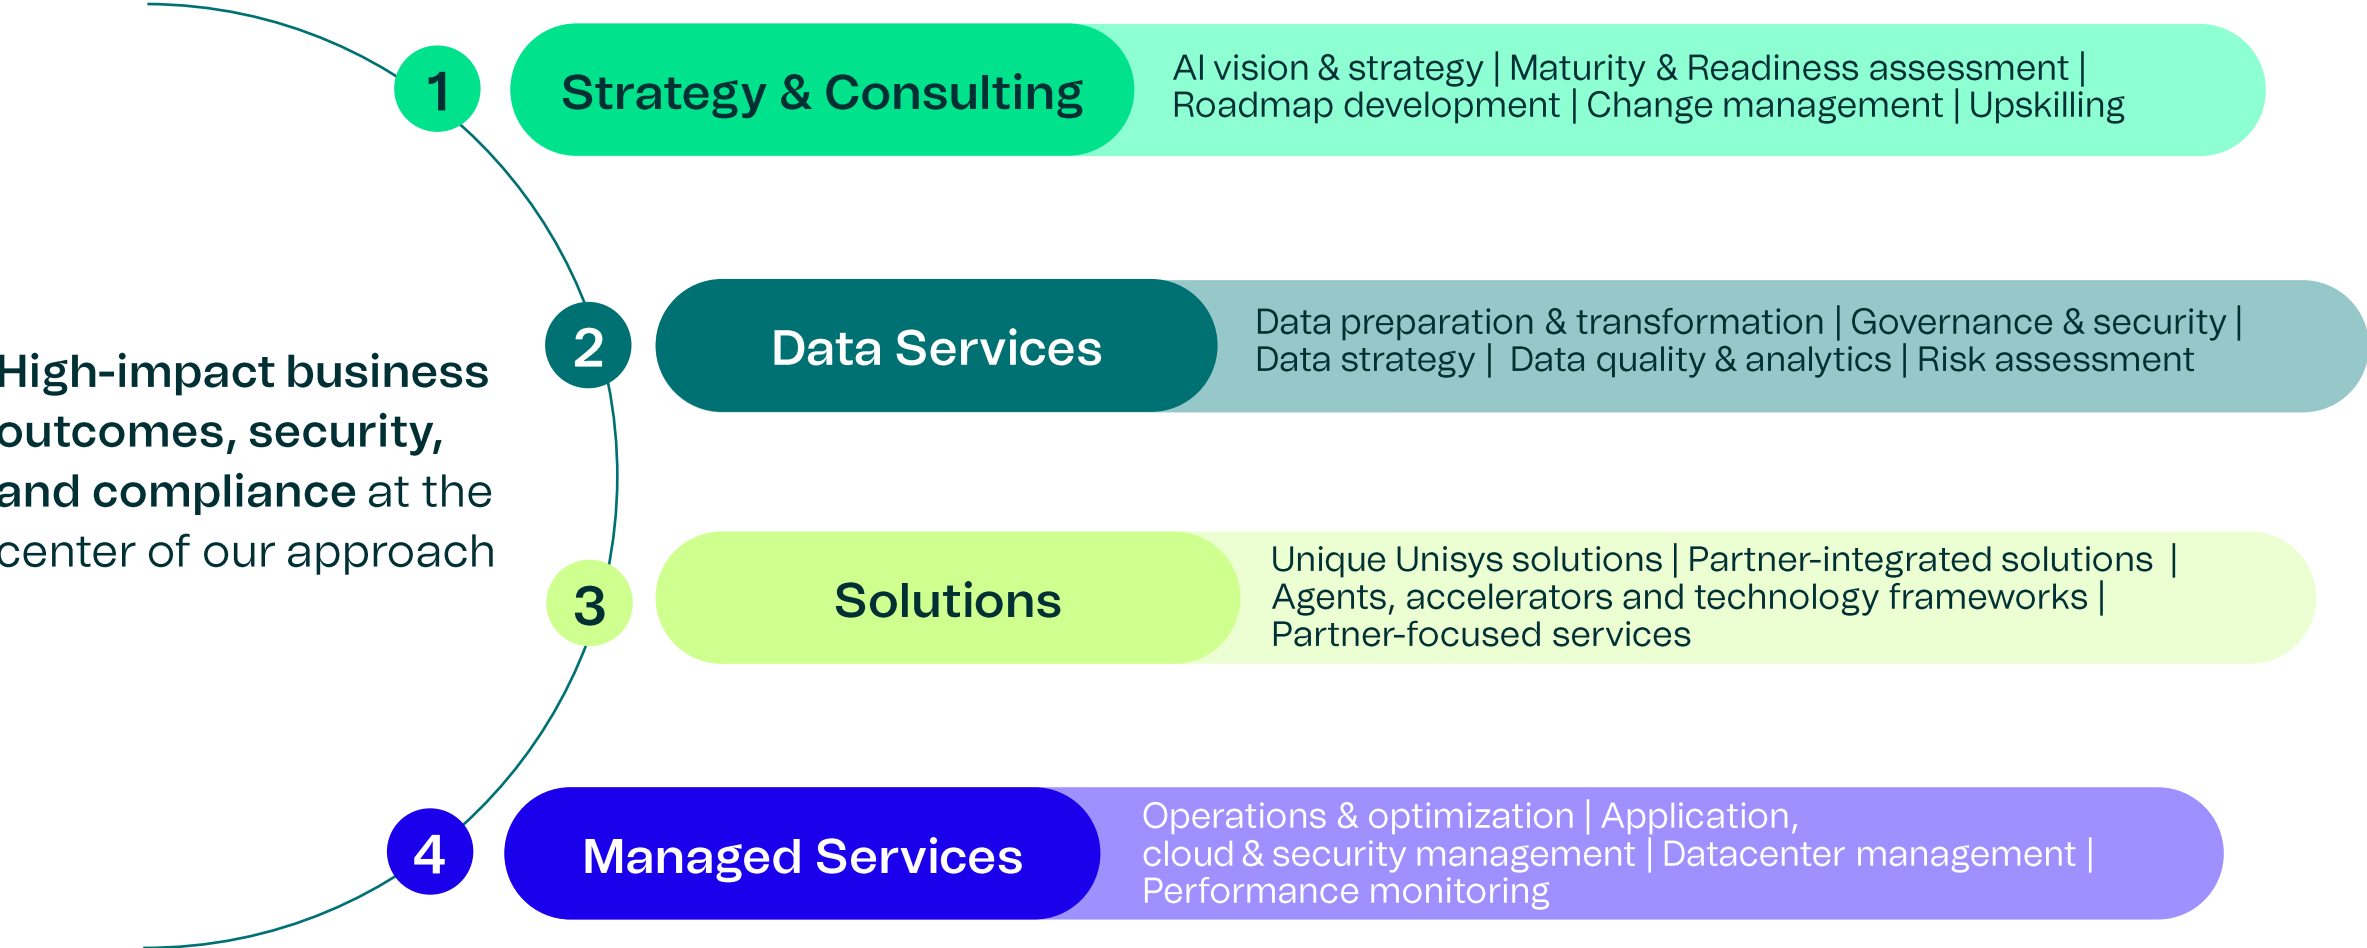 1
Strategy & Consulting
AI vision & strategy | Maturity & Readiness assessment |
Roadmap development | Change management | Upskilling
2
Data Services
Data preparation & transformation | Governance & security |
Data strategy | Data quality & analytics | Risk assessment
High-impact business
outcomes, security,
and compliance at the
center of our approach
3
Solutions
Unique Unisys solutions | Partner-integrated solutions |
Agents, accelerators and technology frameworks |
Partner-focused services
4
Managed Services
Operations & optimization | Application,
cloud & security management | Datacenter management |
Performance monitoring